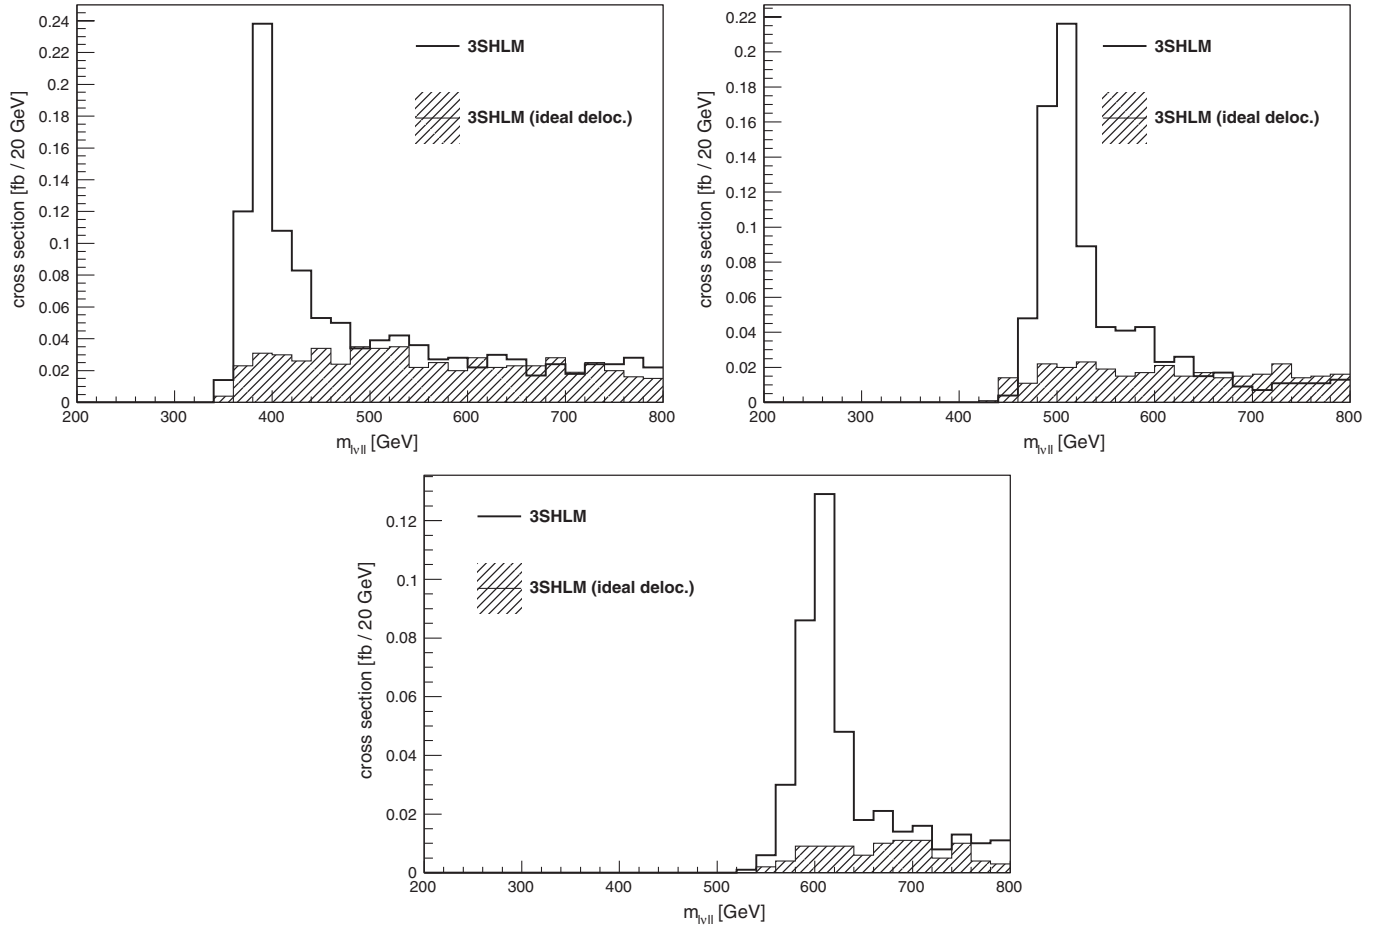 cross section [fb / 20 GeV]
0.24
0.22
0.2
0.18
0.16
0.14
0.12
0.1
0.08
0.06
0.04
0.02
0
3SHLM
3SHLM (ideal deloc.)
200 300 400 500 600 700 800
m_lνll [GeV]
cross section [fb / 20 GeV]
0.22
0.2
0.18
0.16
0.14
0.12
0.1
0.08
0.06
0.04
0.02
0
3SHLM
3SHLM (ideal deloc.)
200 300 400 500 600 700 800
m_lνll [GeV]
cross section [fb / 20 GeV]
0.12
0.1
0.08
0.06
0.04
0.02
0
3SHLM
3SHLM (ideal deloc.)
200 300 400 500 600 700 800
m_lνll [GeV]